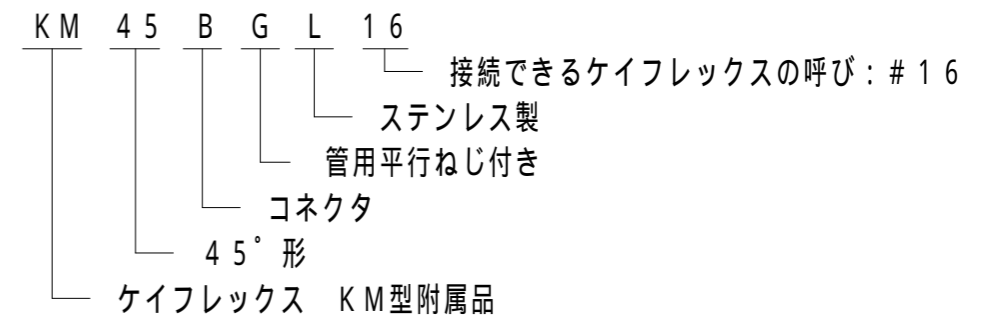 ＫＭ ４５ Ｂ Ｇ Ｌ １６
接続できるケイフレックスの呼び：＃１６
ステンレス製
管用平行ねじ付き
コネクタ
４５°形
ケイフレックス　ＫＭ型附属品